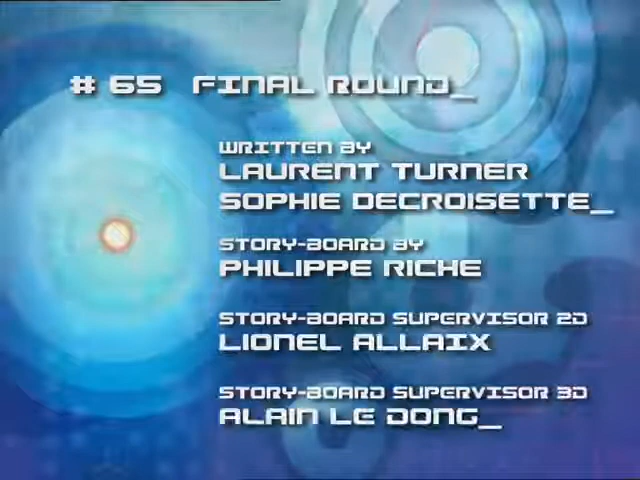 # 65 FINAL ROUND_
WRITTEN BY
LAURENT TURNER
SOPHIE DECROISETTE_
STORY-BOARD BY
PHILIPPE RICHE
STORY-BOARD SUPERVISOR 2D
LIONEL ALLAIX
STORY-BOARD SUPERVISOR 3D
ALAIN LE DONG_